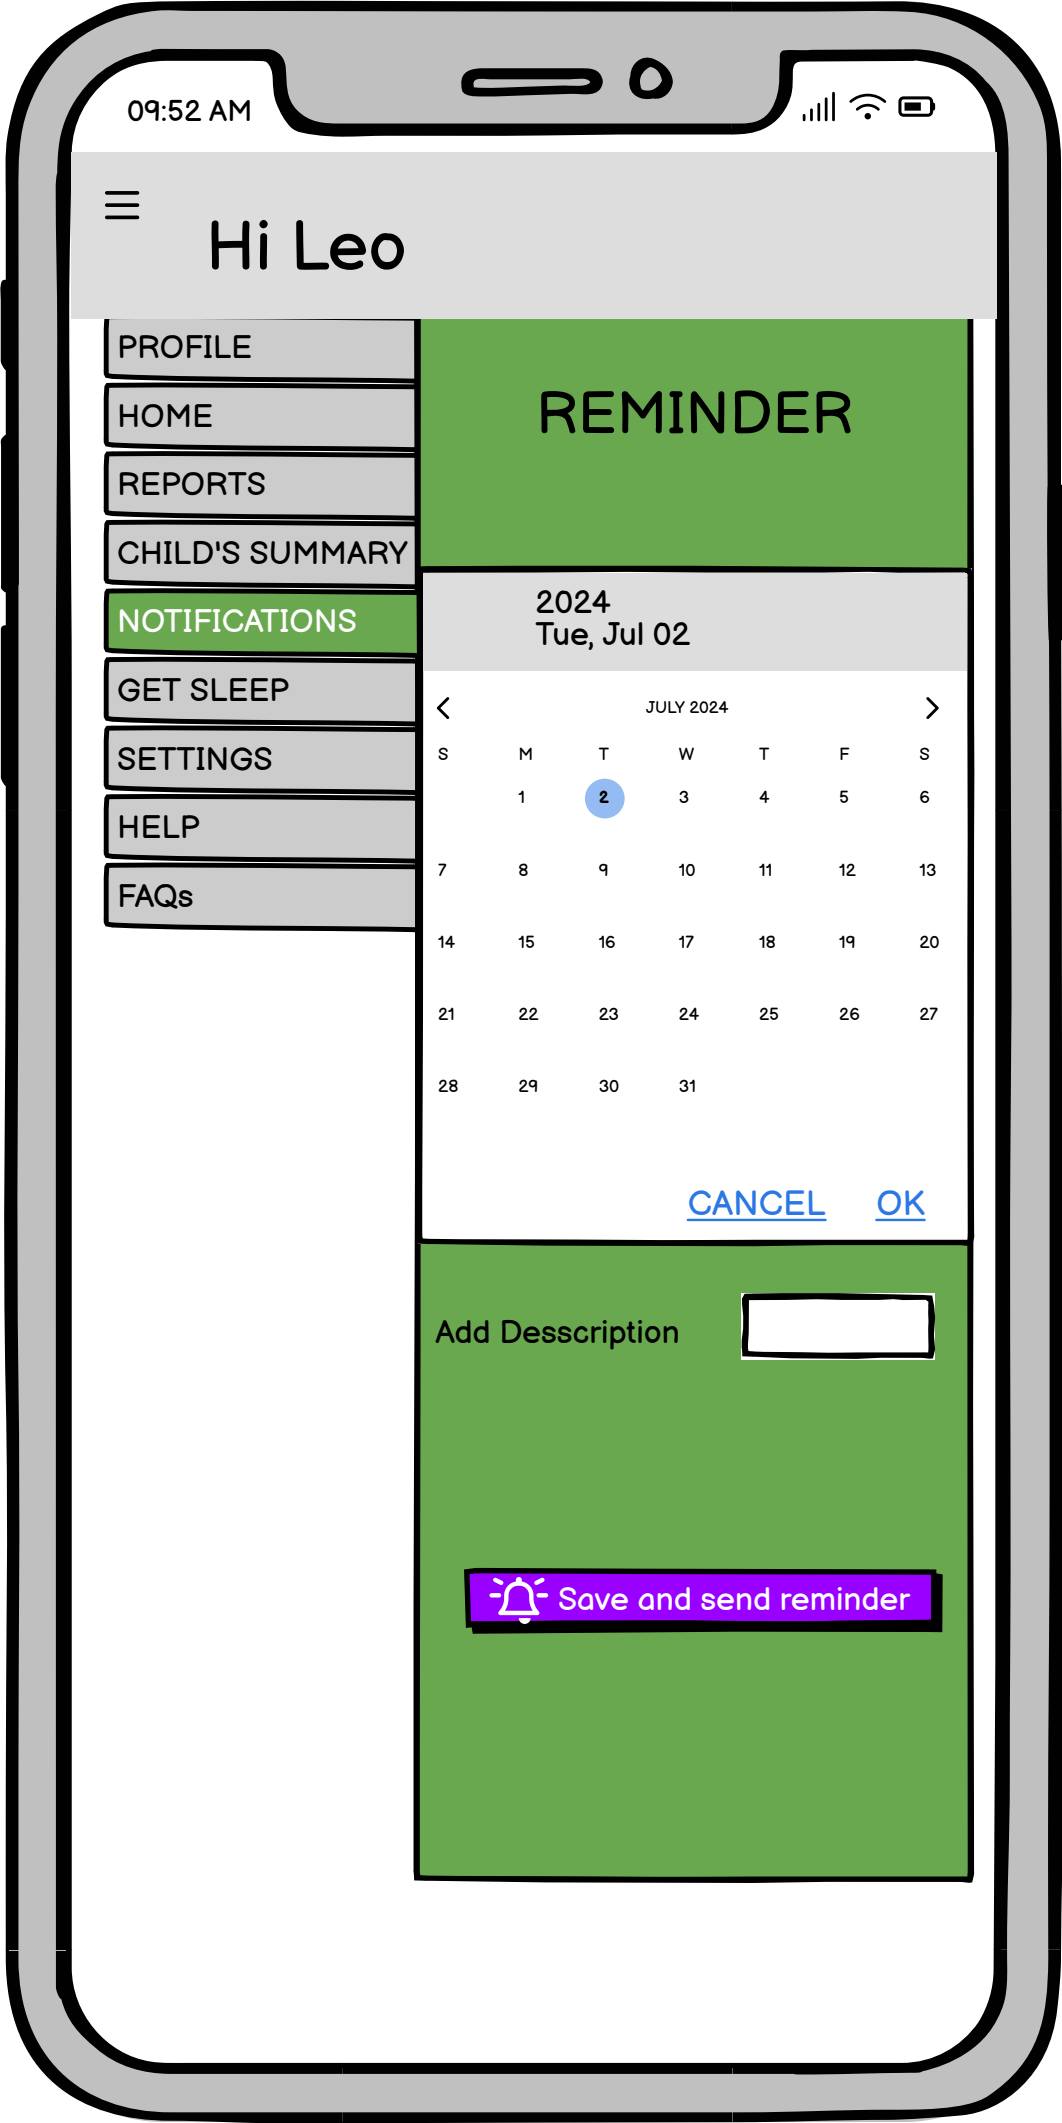 09:52 AM
Hi Leo
PROFILE
HOME
REPORTS
CHILD'S SUMMARY
NOTIFICATIONS
GET SLEEP
SETTINGS
HELP
FAQs
REMINDER
2024
Tue, Jul 02
JULY 2024
S M T W T F S
1 2 3 4 5 6
7 8 9 10 11 12 13
14 15 16 17 18 19 20
21 22 23 24 25 26 27
28 29 30 31
CANCEL OK
Add Desscription
Save and send reminder